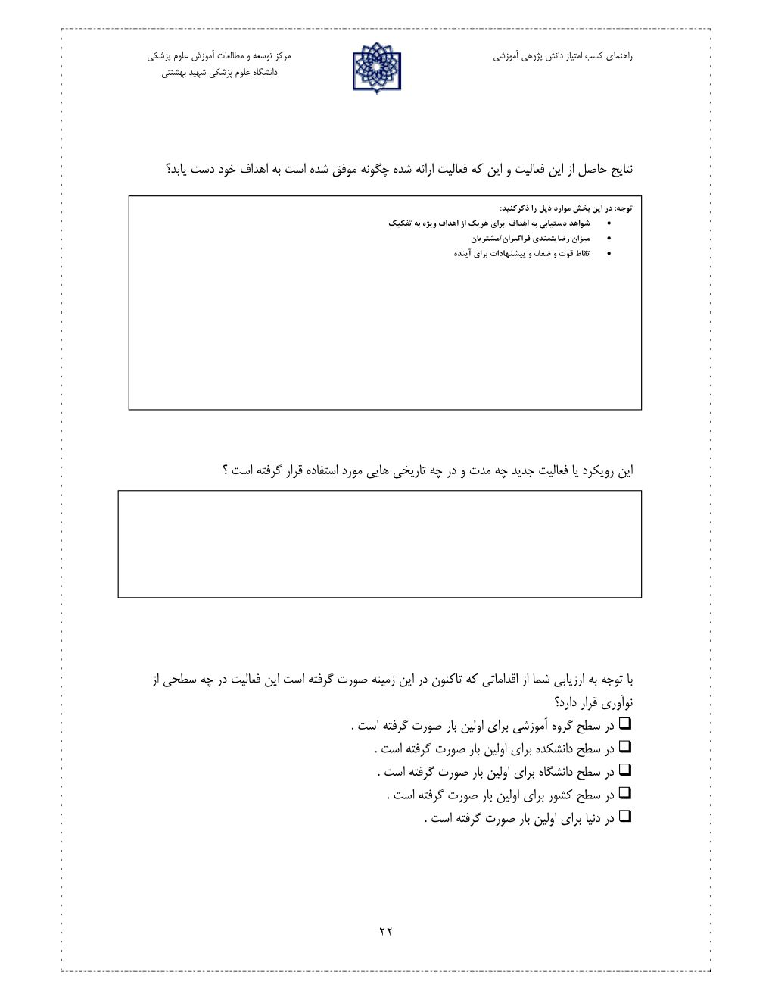 راهنمای کسب امتیاز دانش پژوهی آموزشی
مرکز توسعه و مطالعات آموزش علوم پزشکی
دانشگاه علوم پزشکی شهید بهشتی
نتایج حاصل از این فعالیت و این که فعالیت ارائه شده چگونه موفق شده است به اهداف خود دست یابد؟
توجه: در این بخش موارد ذیل را ذکرکنید:
• شواهد دستیابی به اهداف برای هریک از اهداف ویژه به تفکیک
• میزان رضایتمندی فراگیران/مشتریان
• نقاط قوت و ضعف و پیشنهادات برای آینده
این رویکرد یا فعالیت جدید چه مدت و در چه تاریخی هایی مورد استفاده قرار گرفته است ؟
با توجه به ارزیابی شما از اقداماتی که تاکنون در این زمینه صورت گرفته است این فعالیت در چه سطحی از
نوآوری قرار دارد؟
❑ در سطح گروه آموزشی برای اولین بار صورت گرفته است .
❑ در سطح دانشکده برای اولین بار صورت گرفته است .
❑ در سطح دانشگاه برای اولین بار صورت گرفته است .
❑ در سطح کشور برای اولین بار صورت گرفته است .
❑ در دنیا برای اولین بار صورت گرفته است .
۲۲